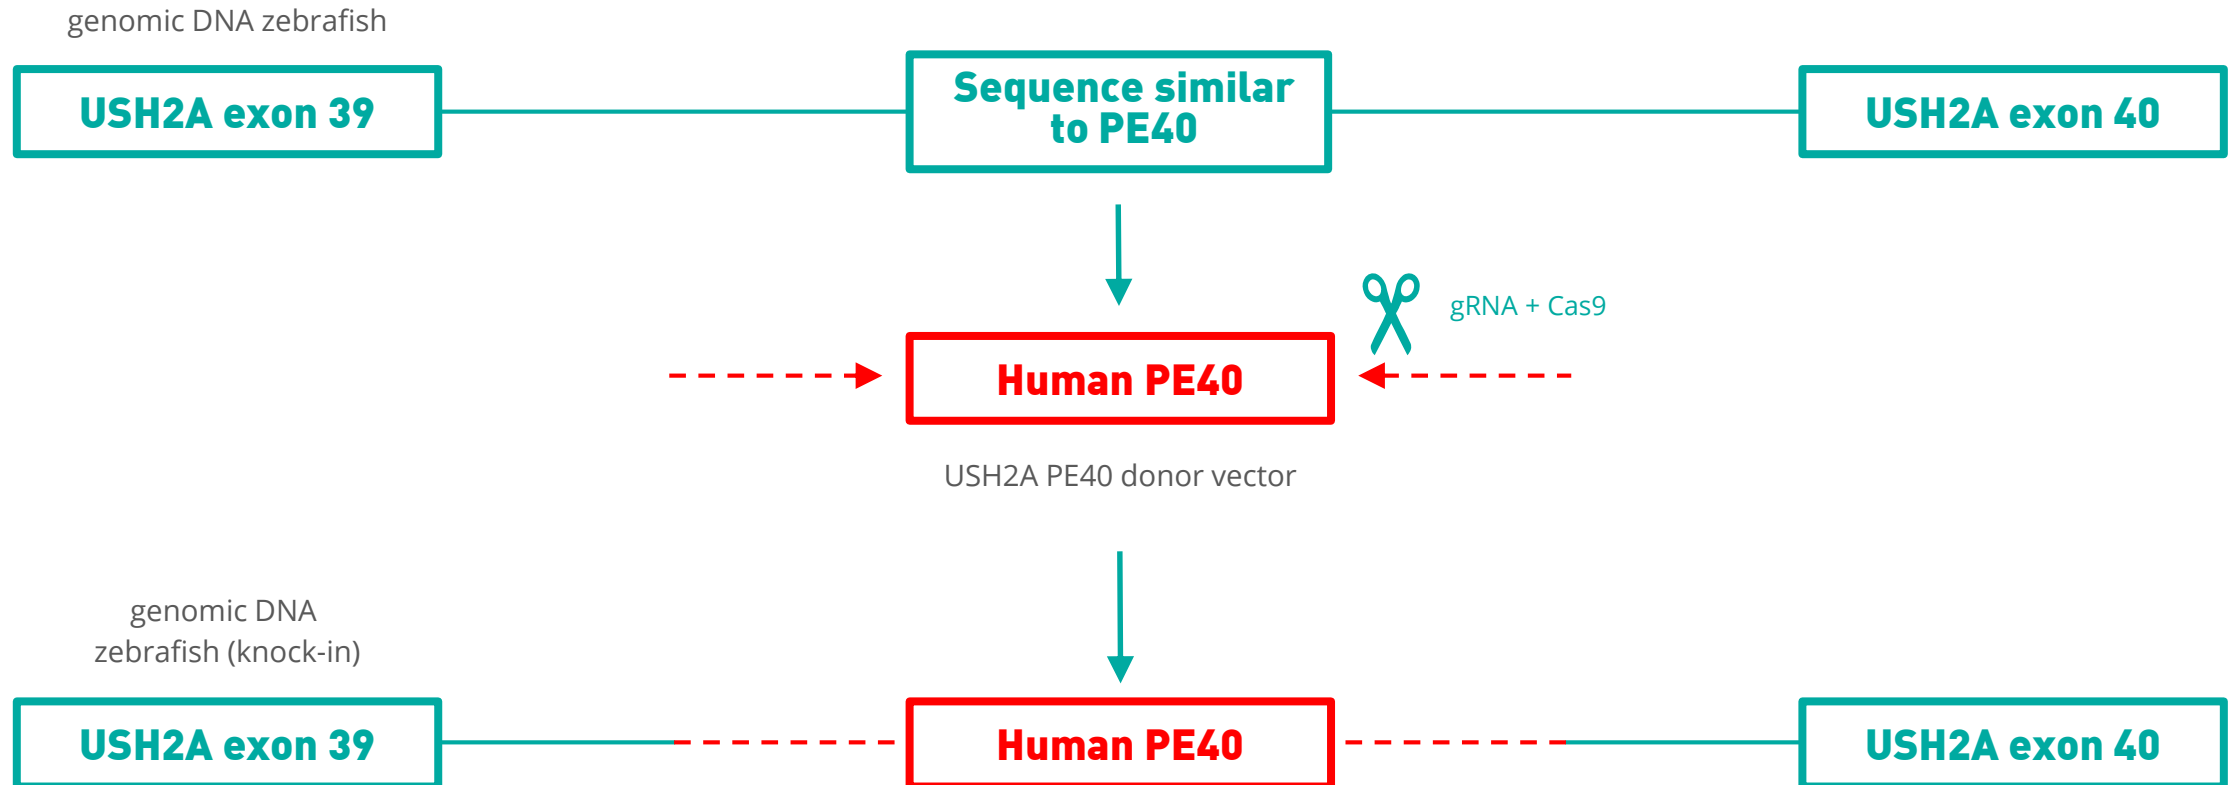 genomic DNA zebrafish
USH2A exon 39
Sequence similar
to PE40
USH2A exon 40
gRNA + Cas9
Human PE40
USH2A PE40 donor vector
genomic DNA
zebrafish (knock-in)
USH2A exon 39
Human PE40
USH2A exon 40